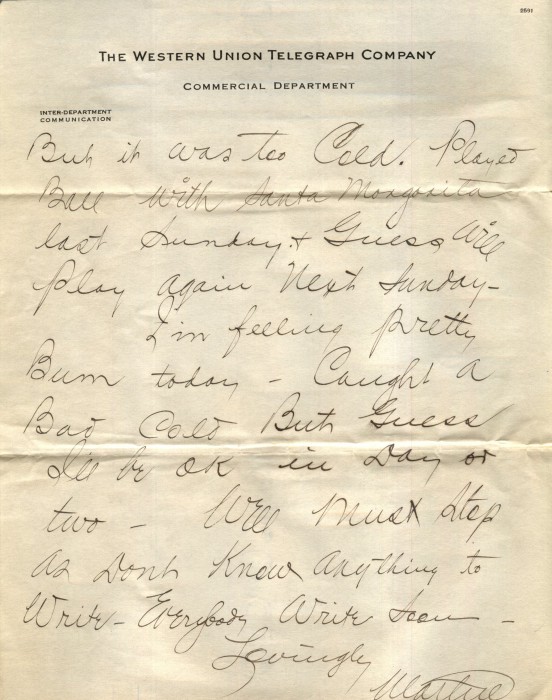 2591
THE WESTERN UNION TELEGRAPH COMPANY
COMMERCIAL DEPARTMENT
INTER-DEPARTMENT
COMMUNICATION
But it was too Cold. Played
Ball with Santa Margarita
last Sunday & Guess Will
Play again Next Sunday-
I'm feeling pretty
Bum today - Caught a
Bad Cold But Guess
I'll be OK in Day or
two - Well Must Stop
as Dont Know Anything to
Write - Everybody Write soon -
Lovingly